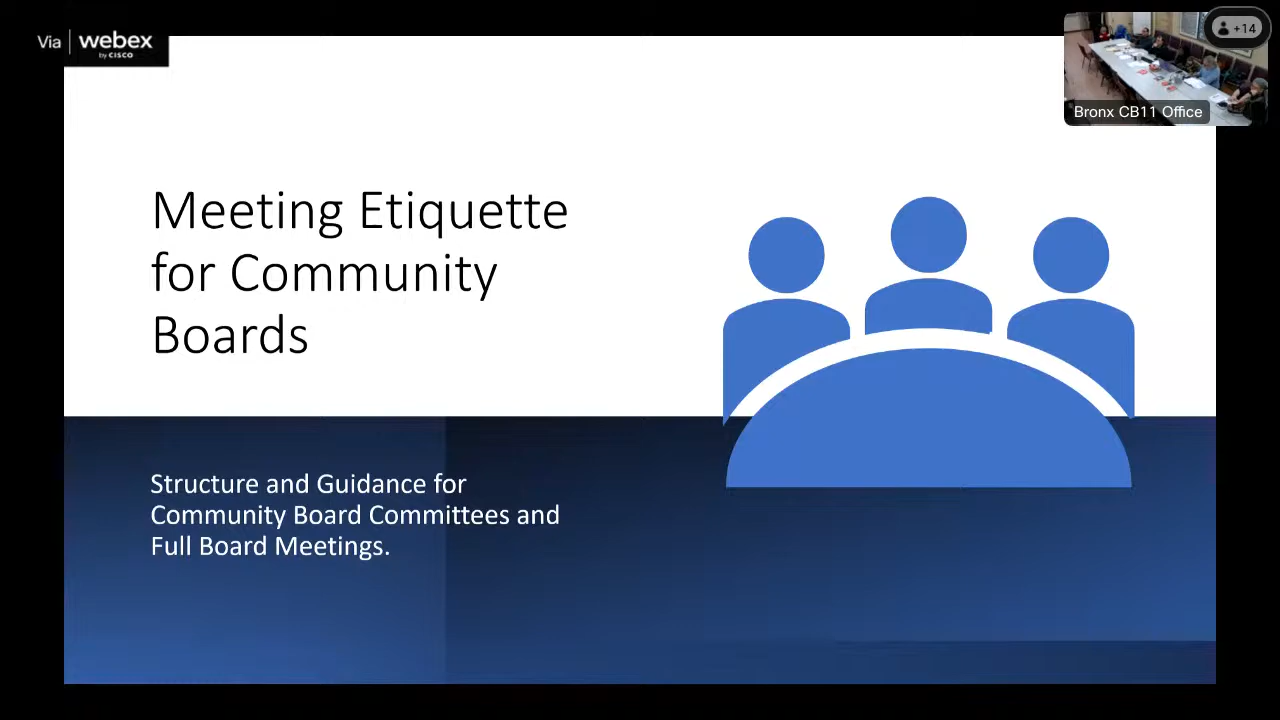 Via webex
by CISCO
+14
Bronx CB11 Office
Meeting Etiquette
for Community
Boards
Structure and Guidance for
Community Board Committees and
Full Board Meetings.